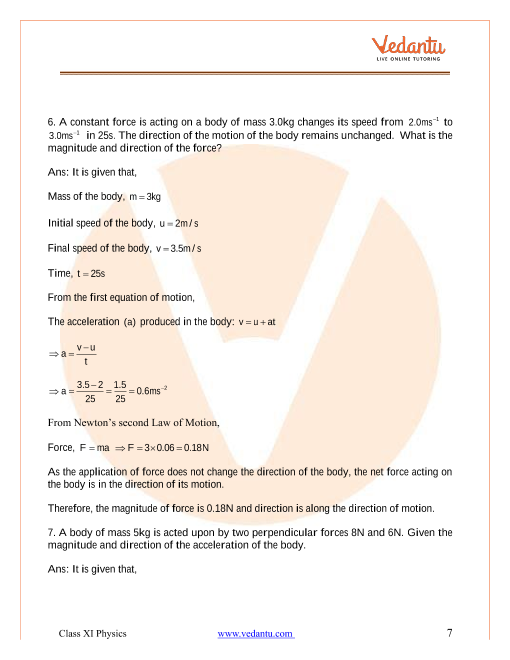 Vedantu
LIVE ONLINE TUTORING
6. A constant force is acting on a body of mass 3.0kg changes its speed from 2.0ms⁻¹ to
3.0ms⁻¹ in 25s. The direction of the motion of the body remains unchanged. What is the
magnitude and direction of the force?
Ans: It is given that,
Mass of the body, m = 3kg
Initial speed of the body, u = 2m / s
Final speed of the body, v = 3.5m / s
Time, t = 25s
From the first equation of motion,
The acceleration (a) produced in the body: v = u + at
⇒ a = (v − u)/t
⇒ a = (3.5 − 2)/25 = 1.5/25 = 0.6ms⁻²
From Newton's second Law of Motion,
Force, F = ma ⇒ F = 3×0.06 = 0.18N
As the application of force does not change the direction of the body, the net force acting on
the body is in the direction of its motion.
Therefore, the magnitude of force is 0.18N and direction is along the direction of motion.
7. A body of mass 5kg is acted upon by two perpendicular forces 8N and 6N. Given the
magnitude and direction of the acceleration of the body.
Ans: It is given that,
Class XI Physics www.vedantu.com 7